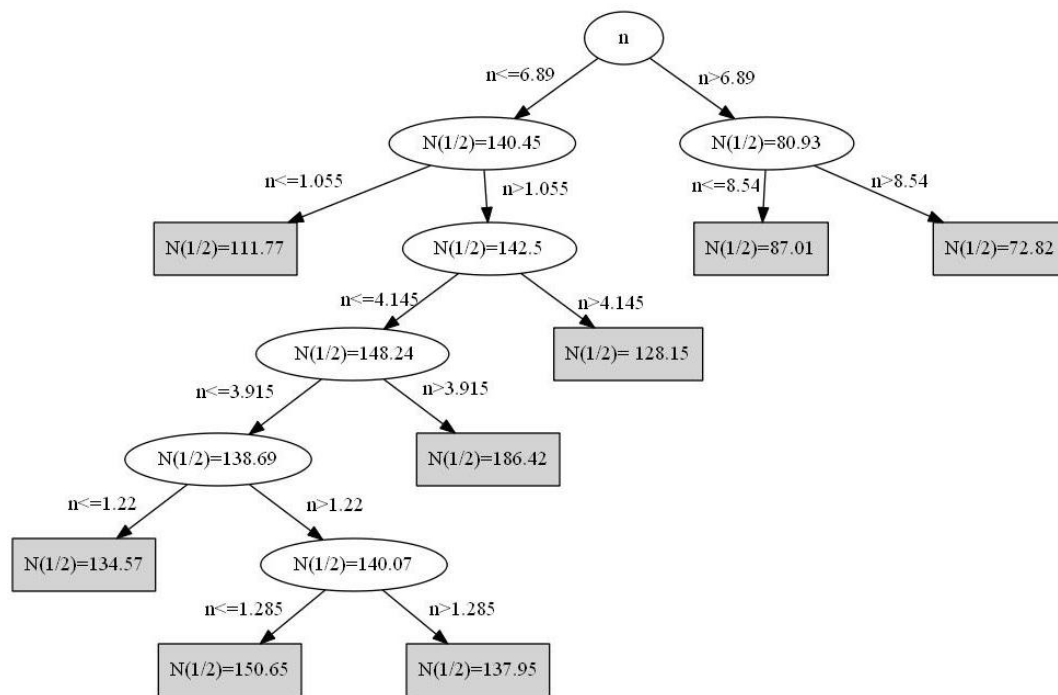 n
n<=6.89
n>6.89
N(1/2)=140.45
N(1/2)=80.93
n<=1.055
n>1.055
n<=8.54
n>8.54
N(1/2)=111.77
N(1/2)=142.5
N(1/2)=87.01
N(1/2)=72.82
n<=4.145
n>4.145
N(1/2)=148.24
N(1/2)= 128.15
n<=3.915
n>3.915
N(1/2)=138.69
N(1/2)=186.42
n<=1.22
n>1.22
N(1/2)=134.57
N(1/2)=140.07
n<=1.285
n>1.285
N(1/2)=150.65
N(1/2)=137.95